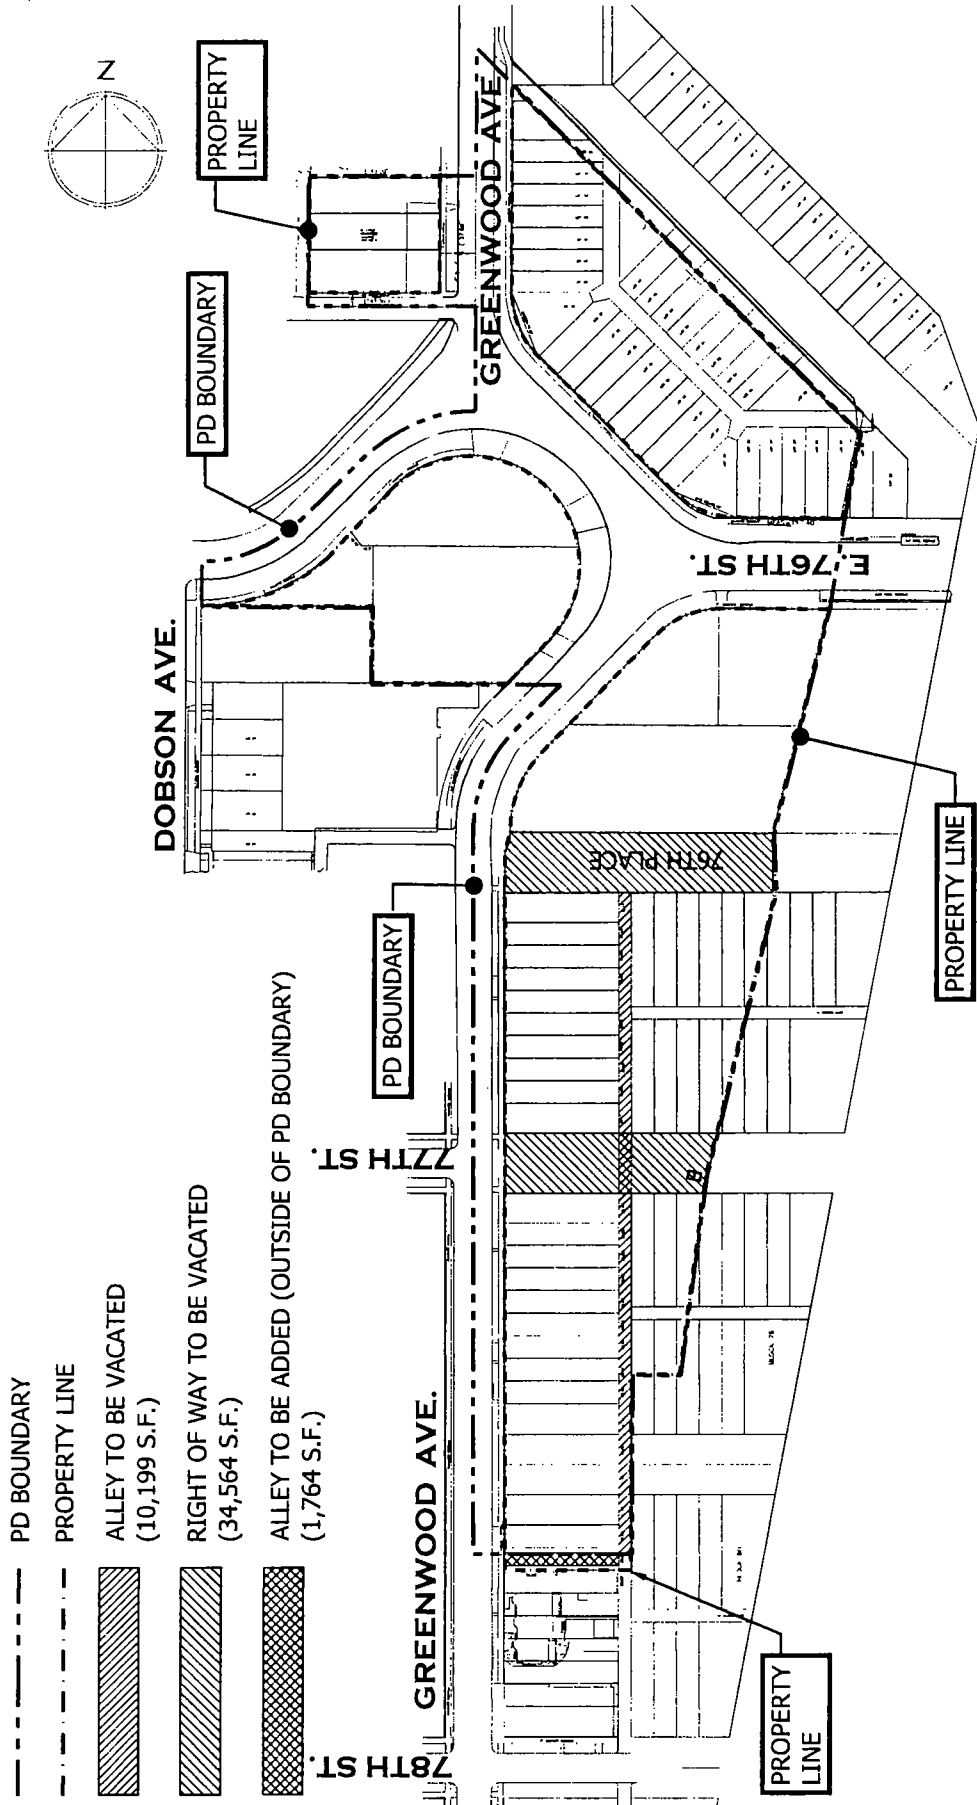 PD BOUNDARY
PROPERTY LINE
ALLEY TO BE VACATED
(10,199 S.F.)
RIGHT OF WAY TO BE VACATED
(34,564 S.F.)
ALLEY TO BE ADDED (OUTSIDE OF PD BOUNDARY)
(1,764 S.F.)
N
PROPERTY
LINE
PD BOUNDARY
GREENWOOD AVE.
DOBSON AVE.
E. 76TH ST.
76TH PLACE
PD BOUNDARY
77TH ST.
PROPERTY LINE
GREENWOOD AVE.
78TH ST.
PROPERTY
LINE